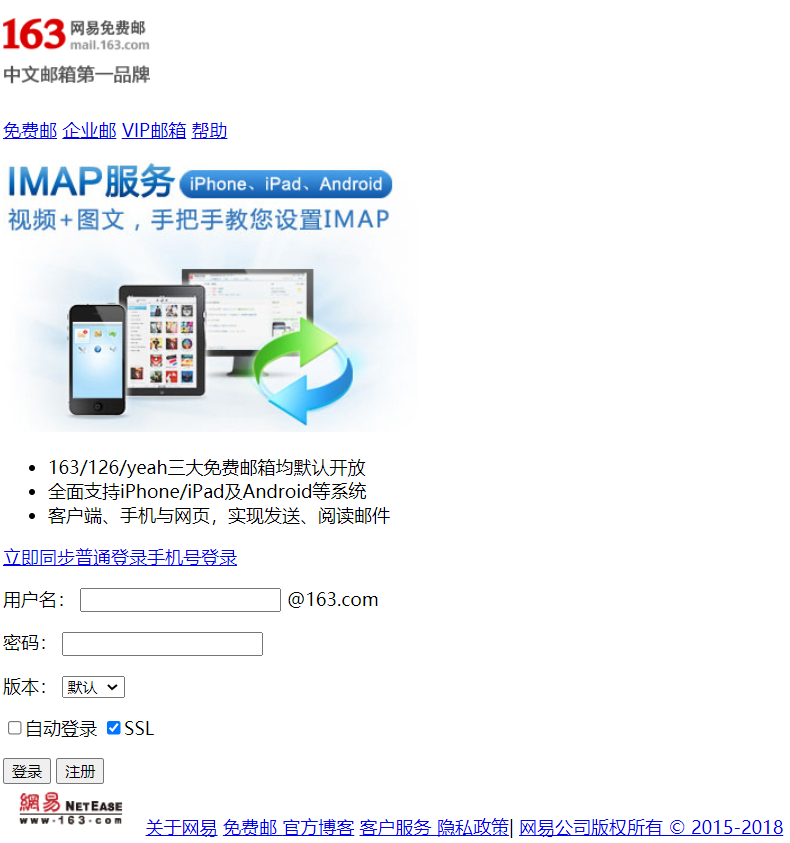 163 网易免费邮
mail.163.com
中文邮箱第一品牌
免费邮 企业邮 VIP邮箱 帮助
IMAP服务 iPhone、iPad、Android
视频+图文，手把手教您设置IMAP
163/126/yeah三大免费邮箱均默认开放
全面支持iPhone/iPad及Android等系统
客户端、手机与网页，实现发送、阅读邮件
立即同步普通登录手机号登录
用户名： @163.com
密码：
版本： 默认
自动登录 SSL
登录 注册
網易 NETEASE
www.163.com
关于网易 免费邮 官方博客 客户服务 隐私政策| 网易公司版权所有 © 2015-2018